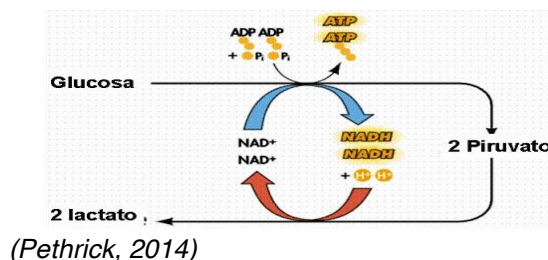 ADP ADP
+ Pi Pi
ATP
ATP
Glucosa
NAD+
NAD+
NADH
NADH
+ H+ H+
2 Piruvato
2 lactato
(Pethrick, 2014)